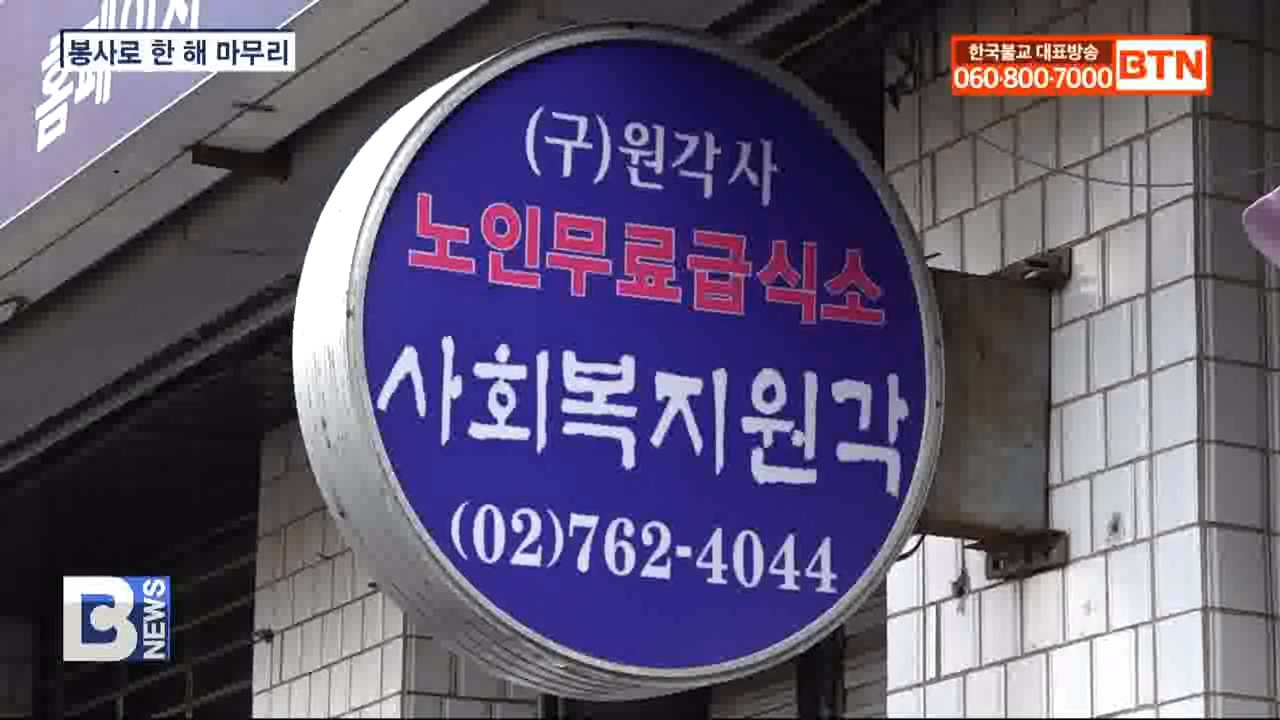 봉사로 한 해 마무리
한국불교 대표방송
060·800·7000
BTN
(구)원각사
노인무료급식소
사회복지원각
(02)762-4044
B NEWS